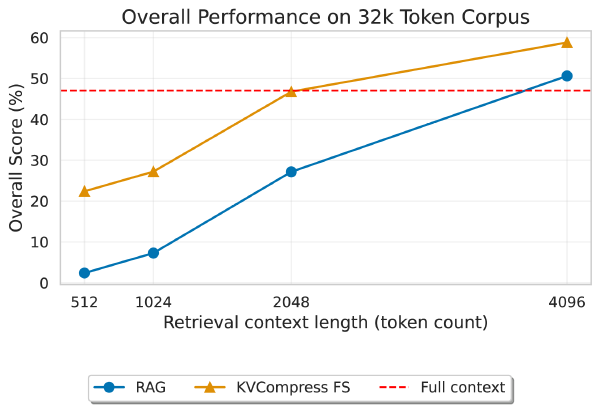 Overall Performance on 32k Token Corpus
Overall Score (%)
60
50
40
30
20
10
0
512 1024 2048 4096
Retrieval context length (token count)
RAG KVCompress FS Full context